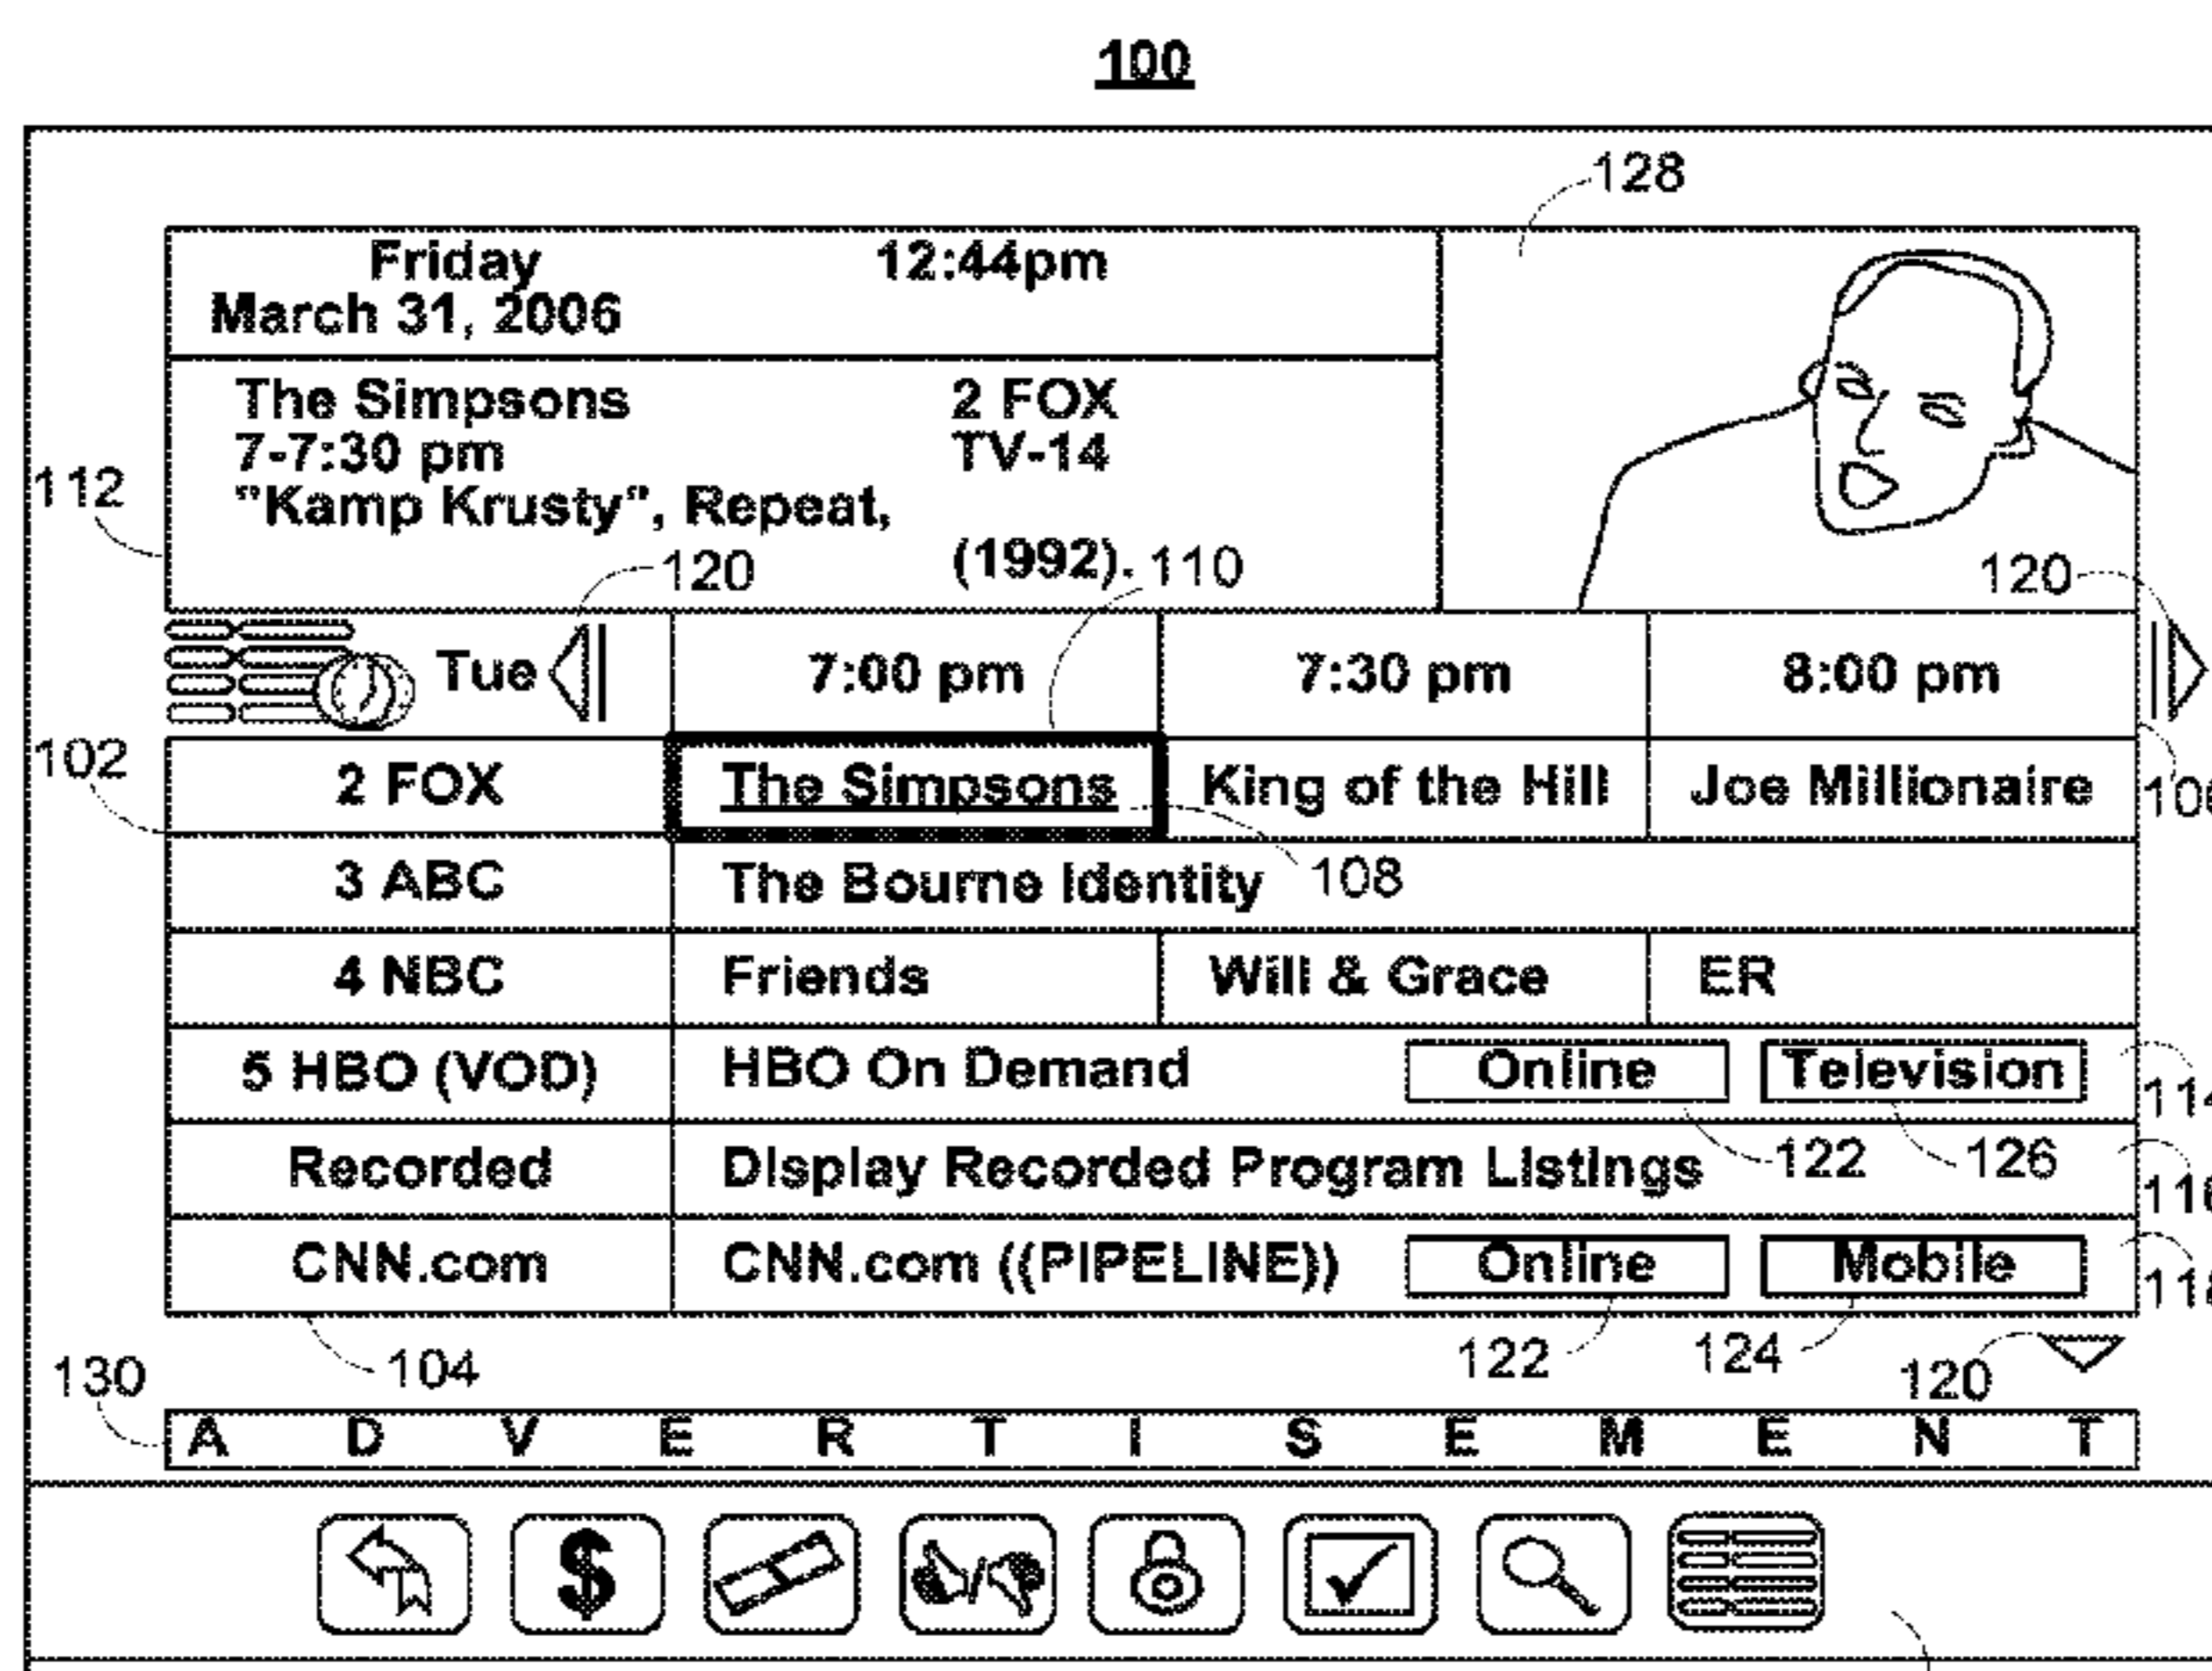 100
128
Friday 12:44pm
March 31, 2006
The Simpsons 2 FOX
7-7:30 pm TV-14
112
"Kamp Krusty", Repeat,
(1992).
120 110 120
Tue 7:00 pm 7:30 pm 8:00 pm
102
2 FOX The Simpsons King of the Hill Joe Millionaire
3 ABC The Bourne Identity 108
4 NBC Friends Will & Grace ER
5 HBO (VOD) HBO On Demand Online Television
122 126
Recorded Display Recorded Program Listings
CNN.com CNN.com ((PIPELINE)) Online Mobile
130 104 122 124 120
A D V E R T I S E M E N T
$